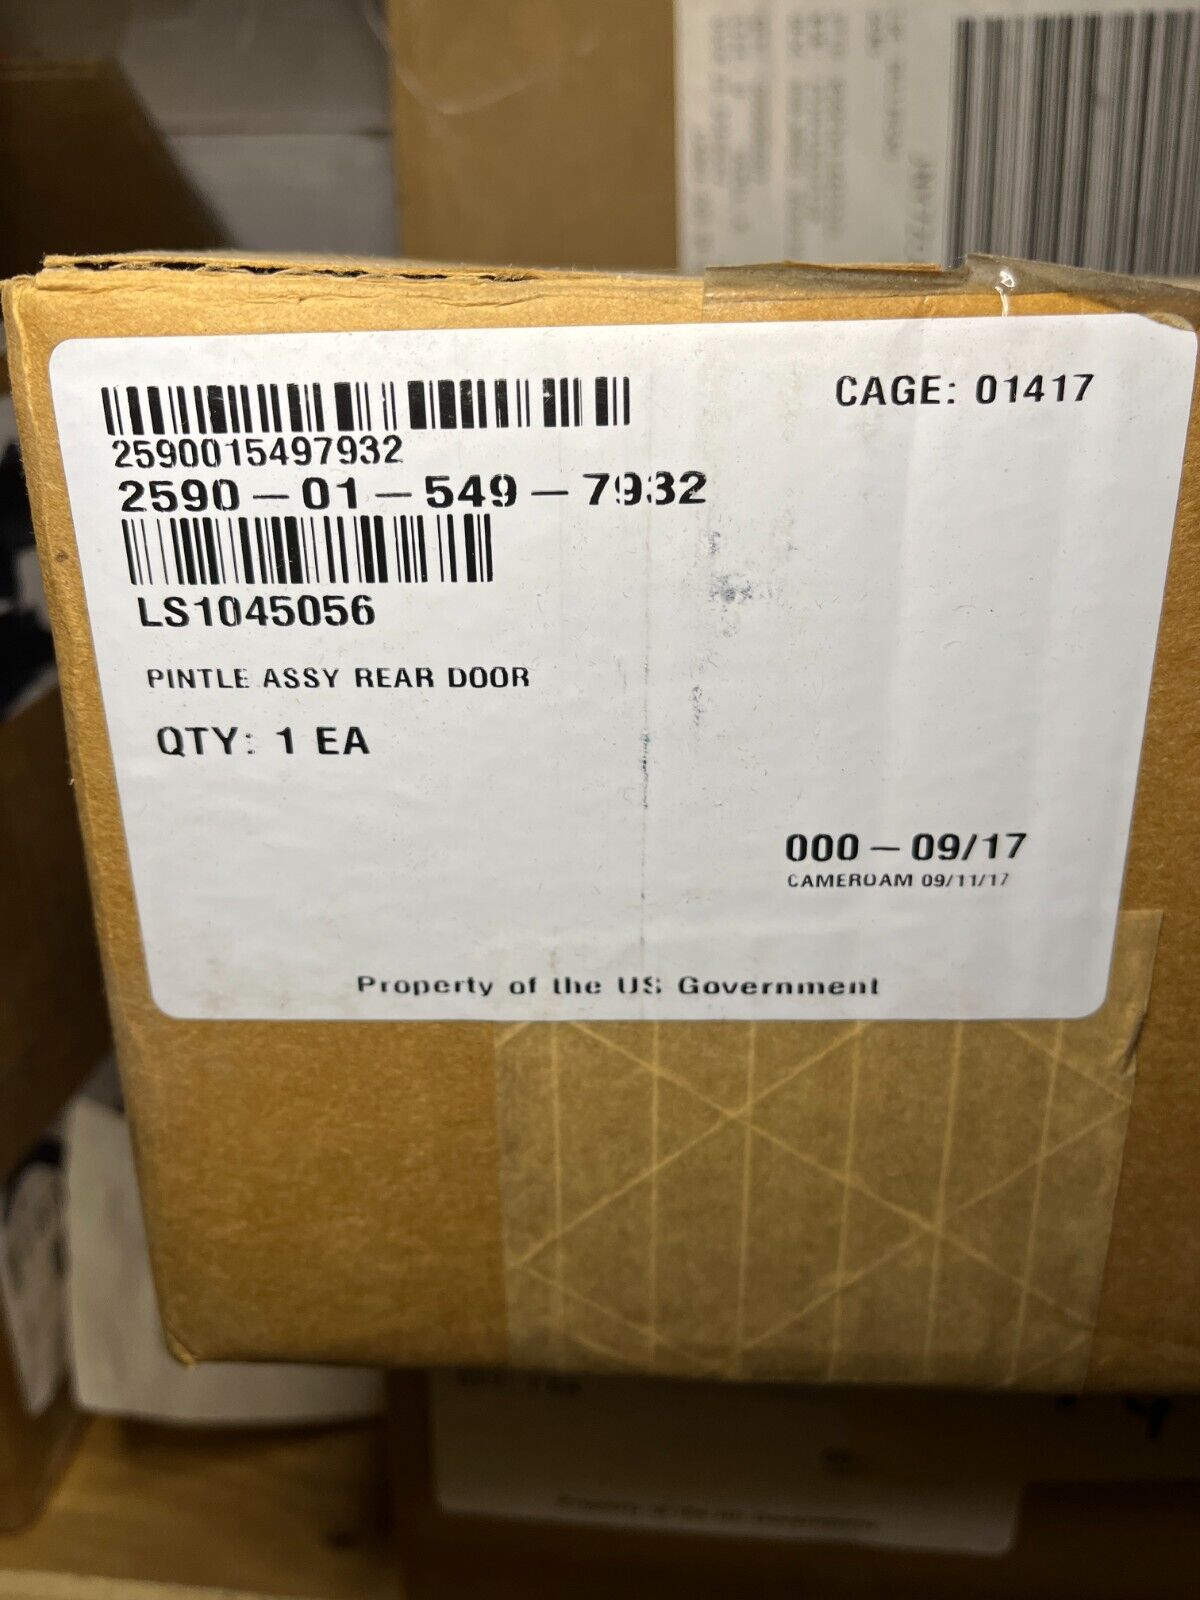 2590015497932
CAGE: 01417
2590-01-549-7932
LS1045056
PINTLE ASSY REAR DOOR
QTY: 1 EA
000-09/17
CAMEROAM 09/11/17
Property of the US Government